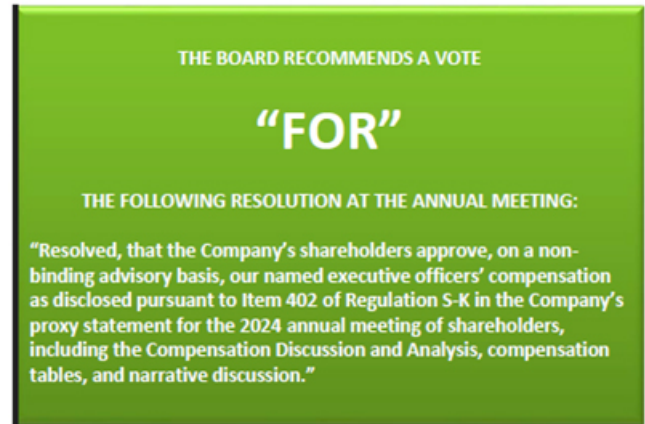 THE BOARD RECOMMENDS A VOTE
“FOR”
THE FOLLOWING RESOLUTION AT THE ANNUAL MEETING:
“Resolved, that the Company’s shareholders approve, on a non-
binding advisory basis, our named executive officers’ compensation
as disclosed pursuant to Item 402 of Regulation S-K in the Company’s
proxy statement for the 2024 annual meeting of shareholders,
including the Compensation Discussion and Analysis, compensation
tables, and narrative discussion.”